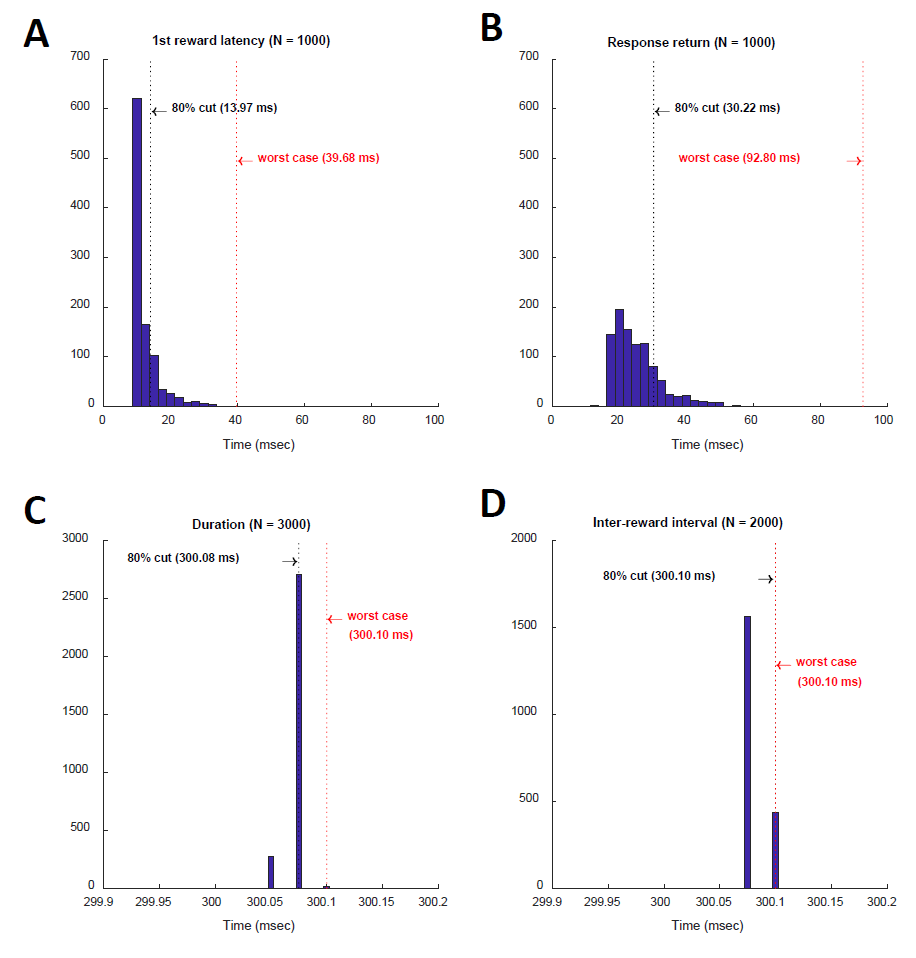 A
1st reward latency (N = 1000)
700
600
500
400
300
200
100
0
80% cut (13.97 ms)
worst case (39.68 ms)
0 20 40 60 80 100
Time (msec)
B
Response return (N = 1000)
700
600
500
400
300
200
100
0
80% cut (30.22 ms)
worst case (92.80 ms)
0 20 40 60 80 100
Time (msec)
C
Duration (N = 3000)
3000
2500
2000
1500
1000
500
0
80% cut (300.08 ms)
worst case
(300.10 ms)
299.9 299.95 300 300.05 300.1 300.15 300.2
Time (msec)
D
Inter-reward interval (N = 2000)
2000
1500
1000
500
0
80% cut (300.10 ms)
worst case
(300.10 ms)
299.9 299.95 300 300.05 300.1 300.15 300.2
Time (msec)